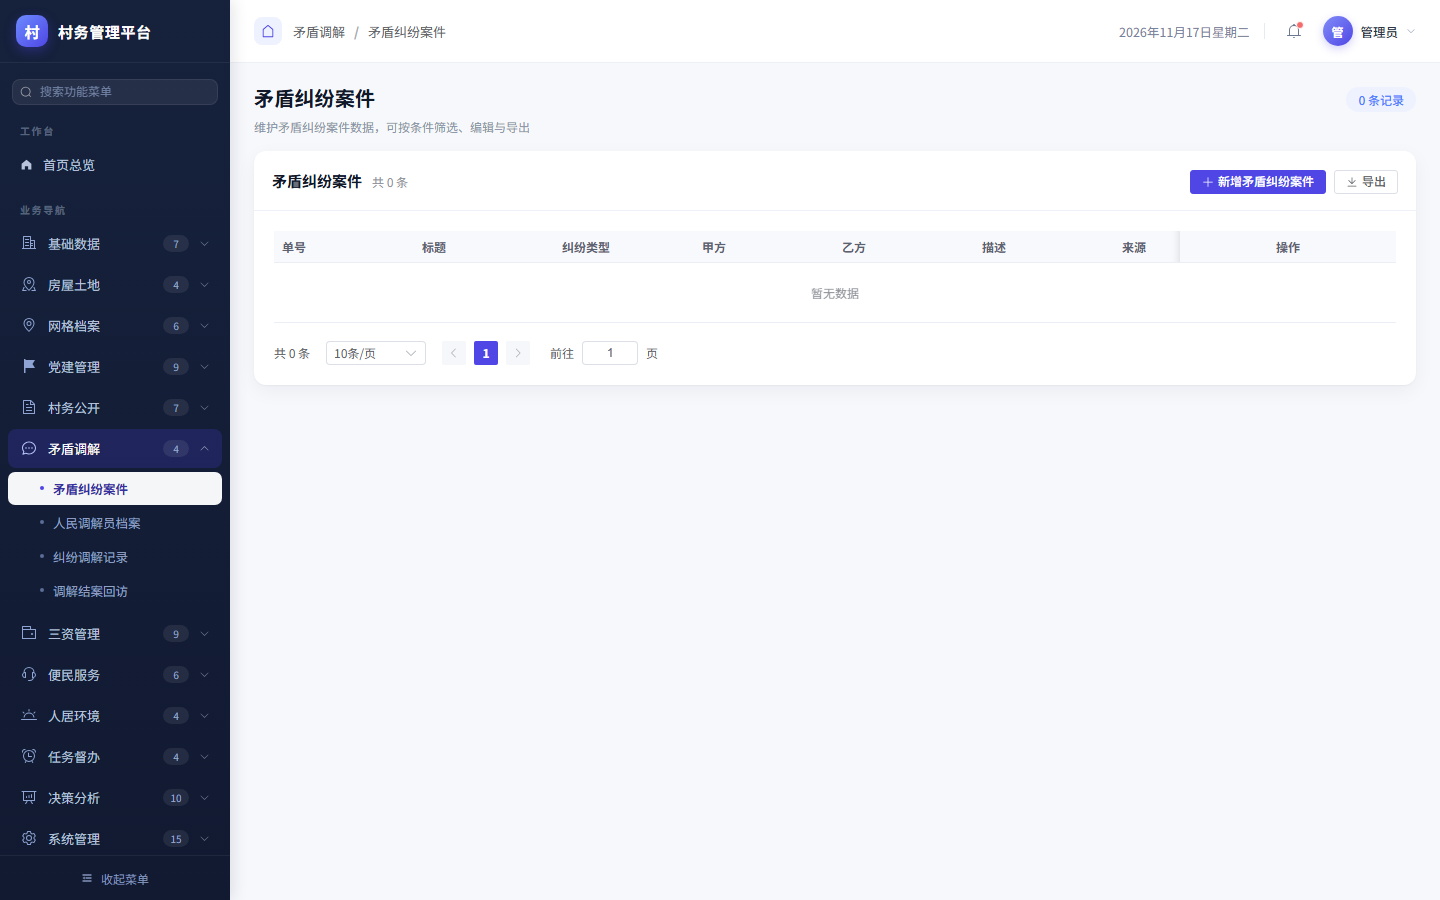 村 村务管理平台
搜索功能菜单
工作台
首页总览
业务导航
基础数据 7
房屋土地 4
网格档案 6
党建管理 9
村务公开 7
矛盾调解 4
矛盾纠纷案件
人民调解员档案
纠纷调解记录
调解结案回访
三资管理 9
便民服务 6
人居环境 4
任务督办 4
决策分析 10
系统管理 15
收起菜单
矛盾调解 / 矛盾纠纷案件
2026年11月17日星期二
管 管理员
矛盾纠纷案件
0 条记录
维护矛盾纠纷案件数据，可按条件筛选、编辑与导出
矛盾纠纷案件 共 0 条
新增矛盾纠纷案件 导出
单号 标题 纠纷类型 甲方 乙方 描述 来源 操作
暂无数据
共 0 条 10条/页 1 前往 1 页